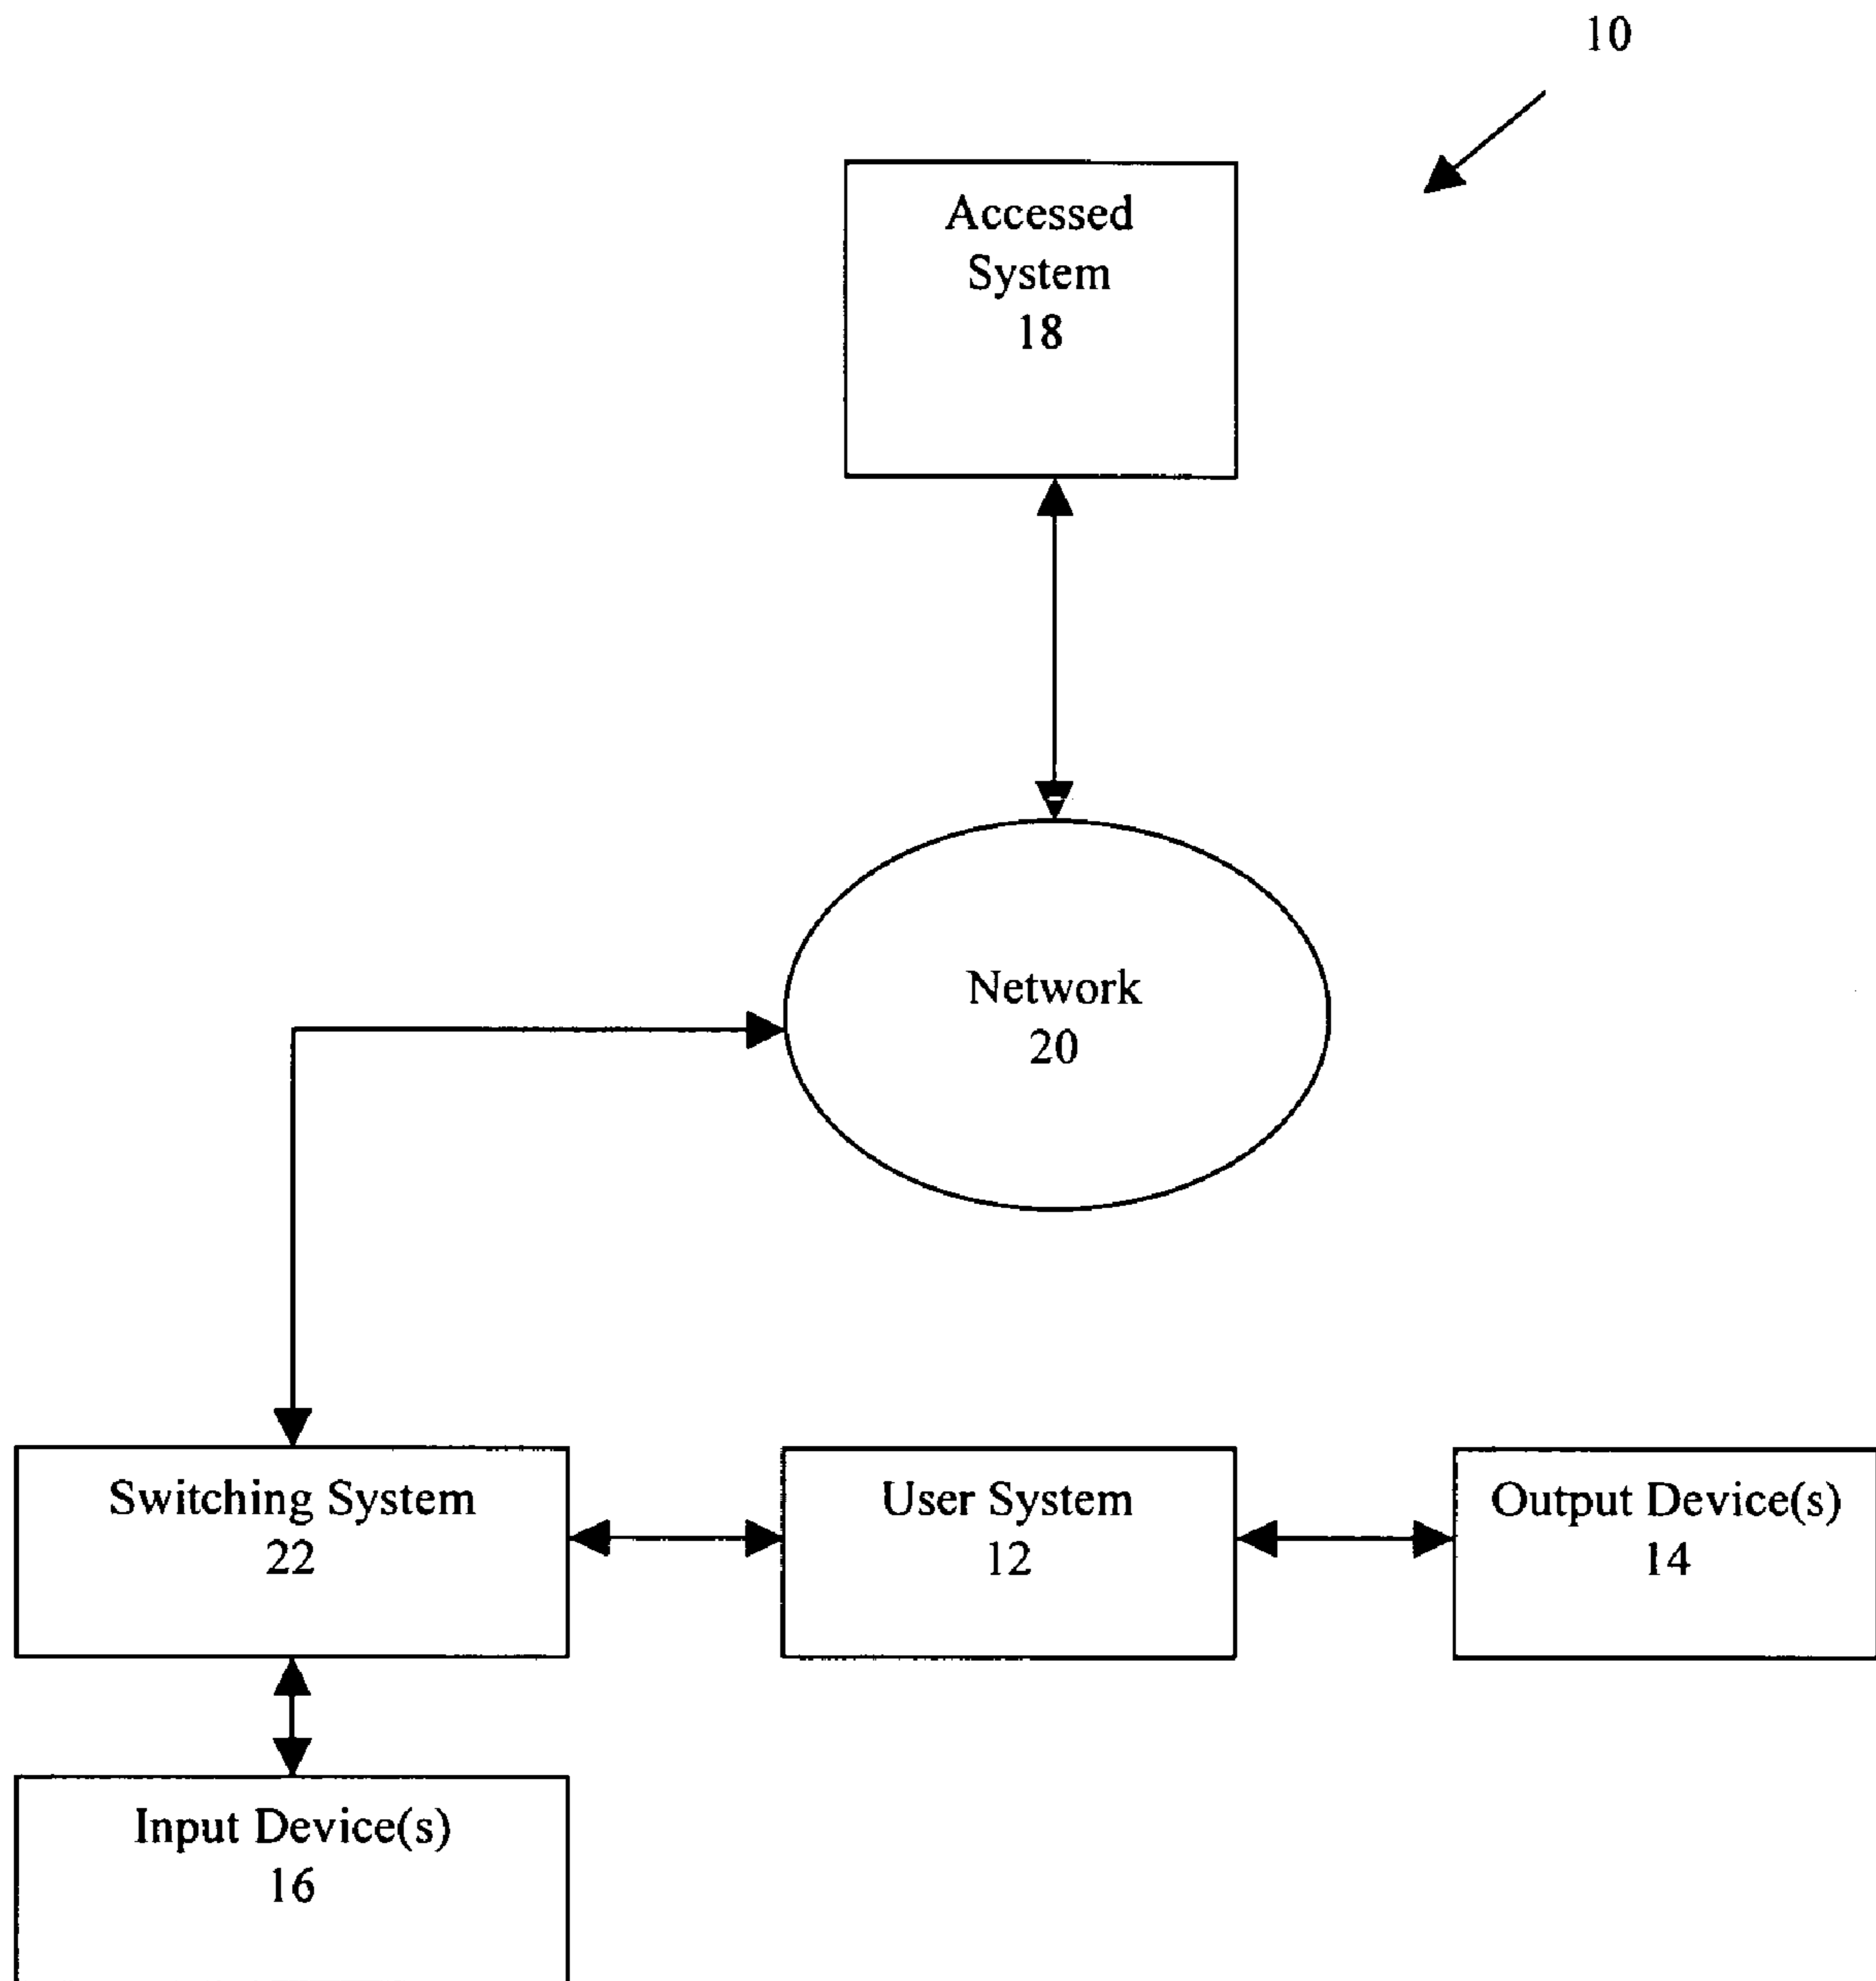 10
Accessed
System
18
Network
20
Switching System
22
User System
12
Output Device(s)
14
Input Device(s)
16